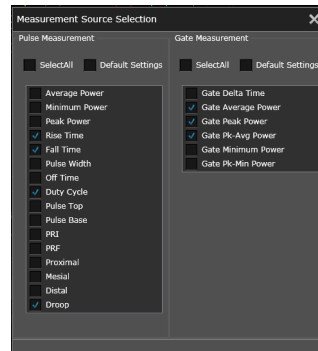 Measurement Source Selection
Pulse Measurement
SelectAll Default Settings
Average Power
Minimum Power
Peak Power
Rise Time
Fall Time
Pulse Width
Off Time
Duty Cycle
Pulse Top
Pulse Base
PRI
PRF
Proximal
Mesial
Distal
Droop
Gate Measurement
SelectAll Default Settings
Gate Delta Time
Gate Average Power
Gate Peak Power
Gate Pk-Avg Power
Gate Minimum Power
Gate Pk-Min Power